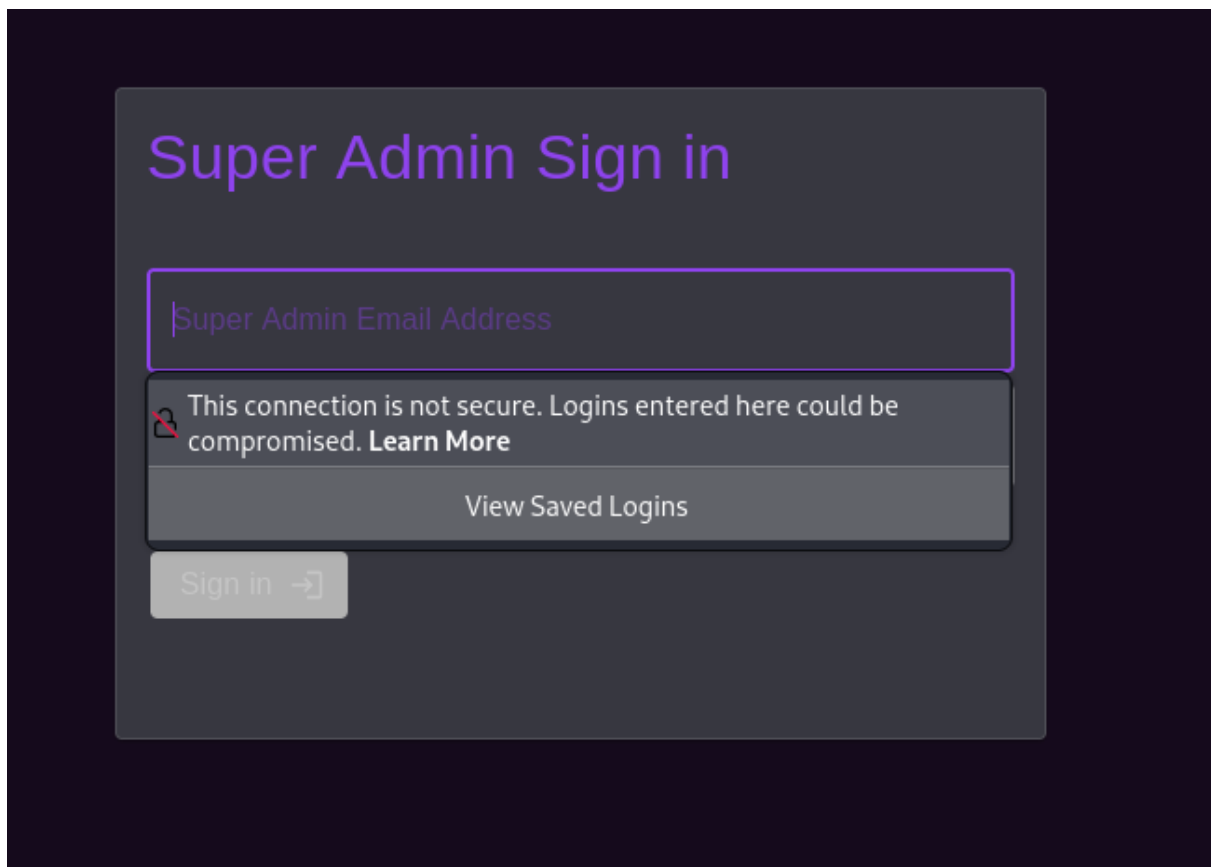 Super Admin Sign in
Super Admin Email Address
This connection is not secure. Logins entered here could be
compromised. Learn More
View Saved Logins
Sign in